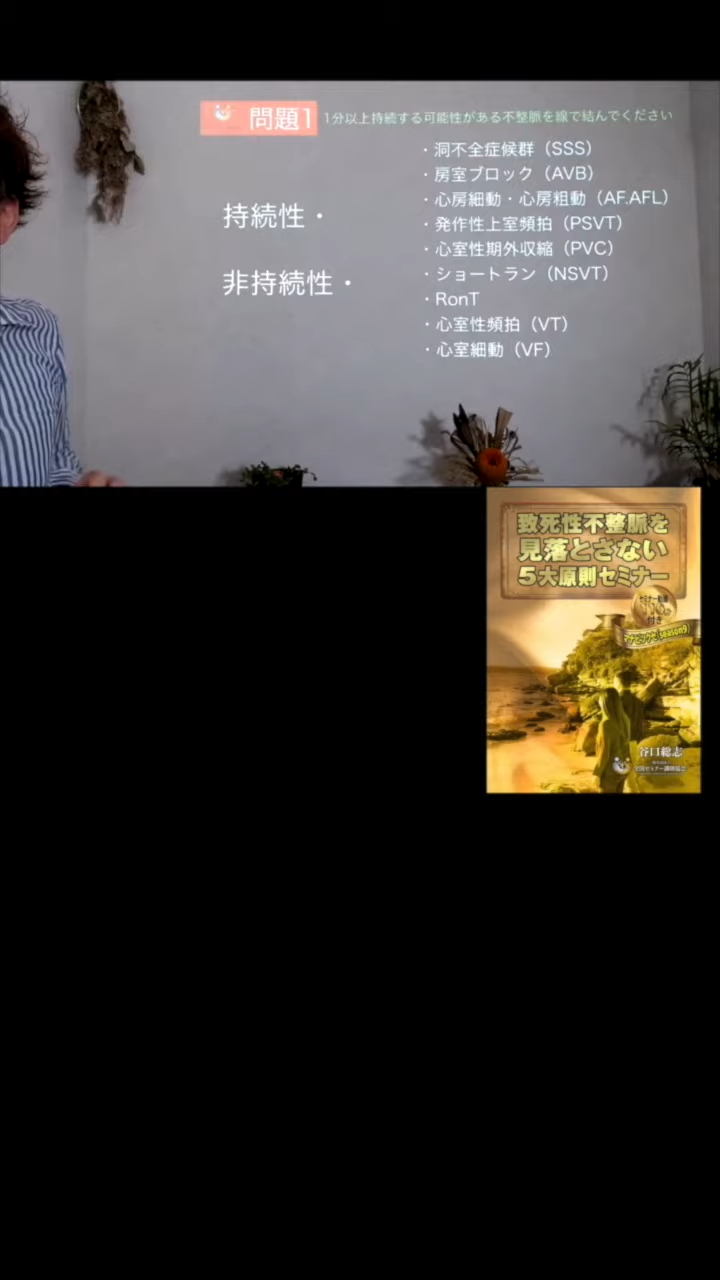 問題1
1分以上持続する可能性がある不整脈を線で結んでください
持続性・
非持続性・
・洞不全症候群（SSS）
・房室ブロック（AVB）
・心房細動・心房粗動（AF.AFL）
・発作性上室頻拍（PSVT）
・心室性期外収縮（PVC）
・ショートラン（NSVT）
・RonT
・心室性頻拍（VT）
・心室細動（VF）
致死性不整脈を
見落とさない
5大原則セミナー
付き
谷口総志